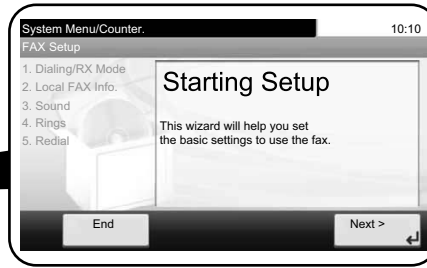 System Menu/Counter. 10:10
FAX Setup
1. Dialing/RX Mode
2. Local FAX Info.
3. Sound
4. Rings
5. Redial
Starting Setup
This wizard will help you set
the basic settings to use the fax.
End
Next >